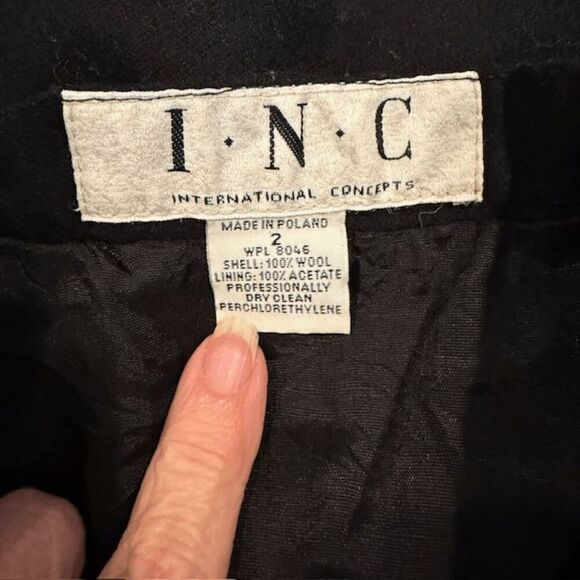 I·N·C
INTERNATIONAL CONCEPTS
MADE IN POLAND
2
WPL 8046
SHELL: 100% WOOL
LINING: 100% ACETATE
PROFESSIONALLY
DRY CLEAN
PERCHLORETHYLENE